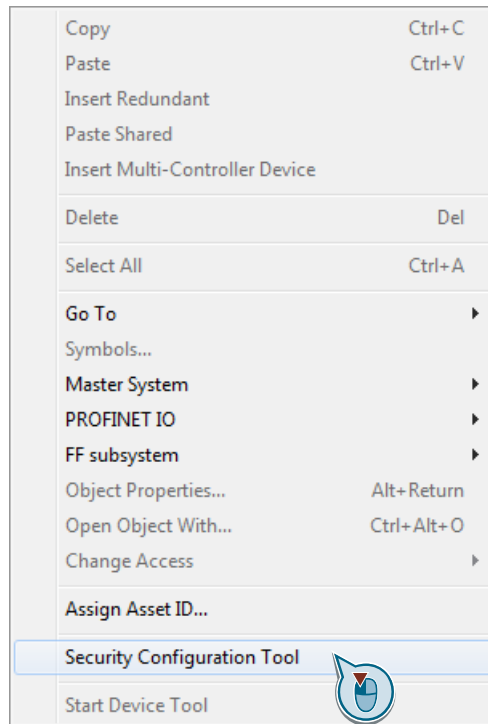 Copy Ctrl+C
Paste Ctrl+V
Insert Redundant
Paste Shared
Insert Multi-Controller Device
Delete Del
Select All Ctrl+A
Go To
Symbols...
Master System
PROFINET IO
FF subsystem
Object Properties... Alt+Return
Open Object With... Ctrl+Alt+O
Change Access
Assign Asset ID...
Security Configuration Tool
Start Device Tool